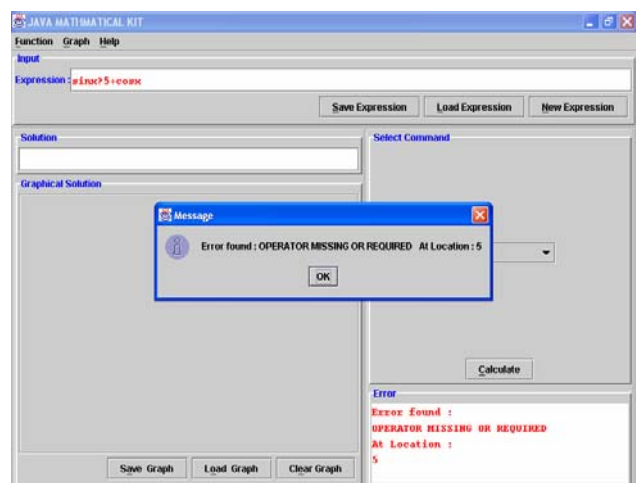 JAVA MATHMATICAL KIT
Function Graph Help
Input
Expression : sinx?5+cosx
Save Expression Load Expression New Expression
Solution
Select Command
Graphical Solution
Message
Error found : OPERATOR MISSING OR REQUIRED At Location : 5
OK
Calculate
Error
Error found :
OPERATOR MISSING OR REQUIRED
At Location :
5
Save Graph Load Graph Clear Graph